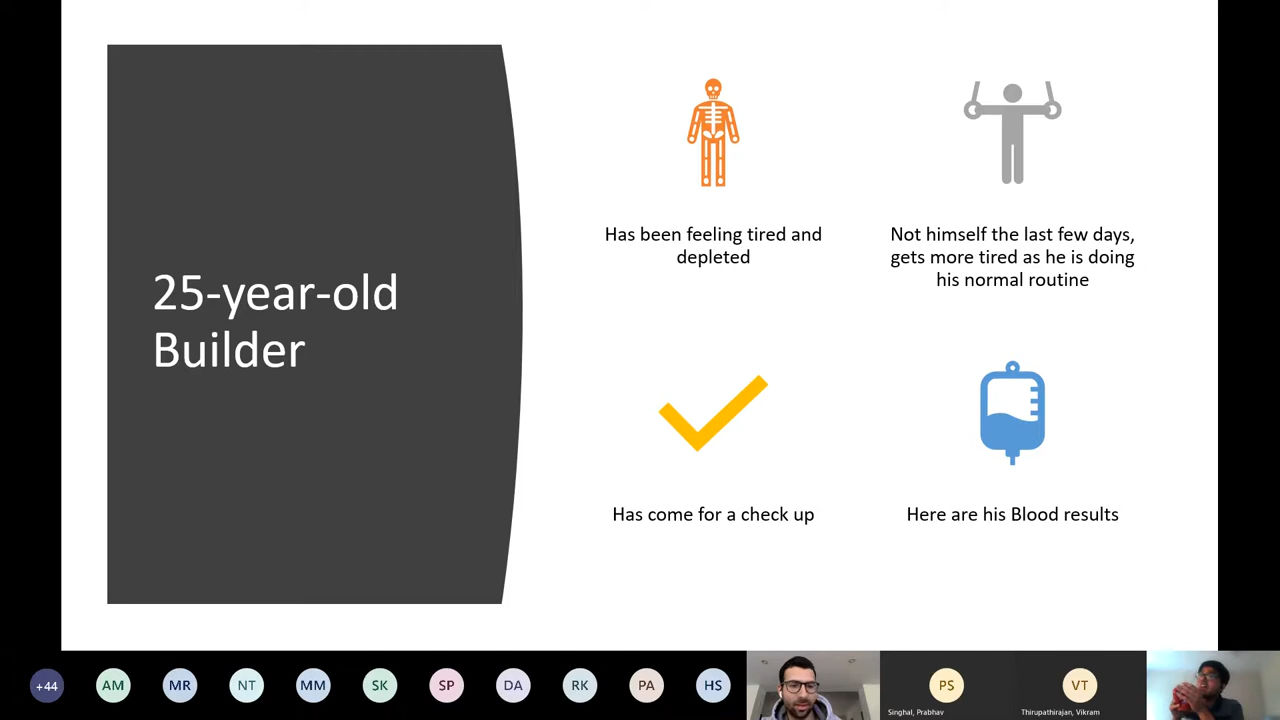 25-year-old
Builder
Has been feeling tired and
depleted
Not himself the last few days,
gets more tired as he is doing
his normal routine
Has come for a check up
Here are his Blood results
+44
AM
MR
NT
MM
SK
SP
DA
RK
PA
HS
PS
Singhal, Prabhav
VT
Thirupathirajan, Vikram